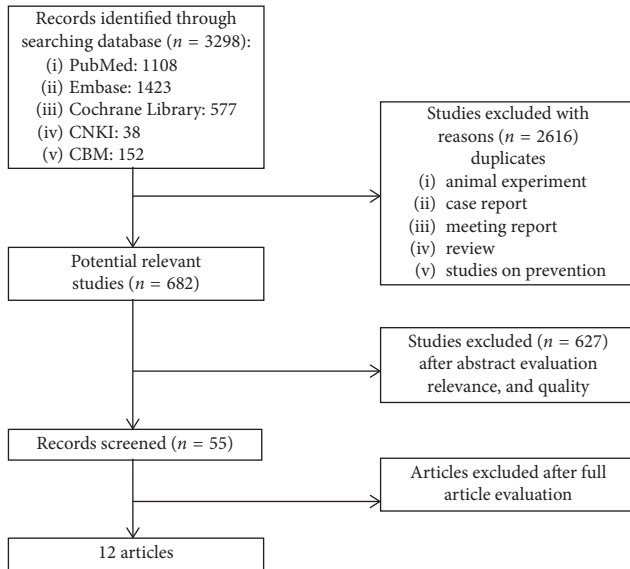 Records identified through
searching database (n = 3298):
(i) PubMed: 1108
(ii) Embase: 1423
(iii) Cochrane Library: 577
(iv) CNKI: 38
(v) CBM: 152
Studies excluded with
reasons (n = 2616)
duplicates
(i) animal experiment
(ii) case report
(iii) meeting report
(iv) review
(v) studies on prevention
Potential relevant
studies (n = 682)
Studies excluded (n = 627)
after abstract evaluation
relevance, and quality
Records screened (n = 55)
Articles excluded after full
article evaluation
12 articles